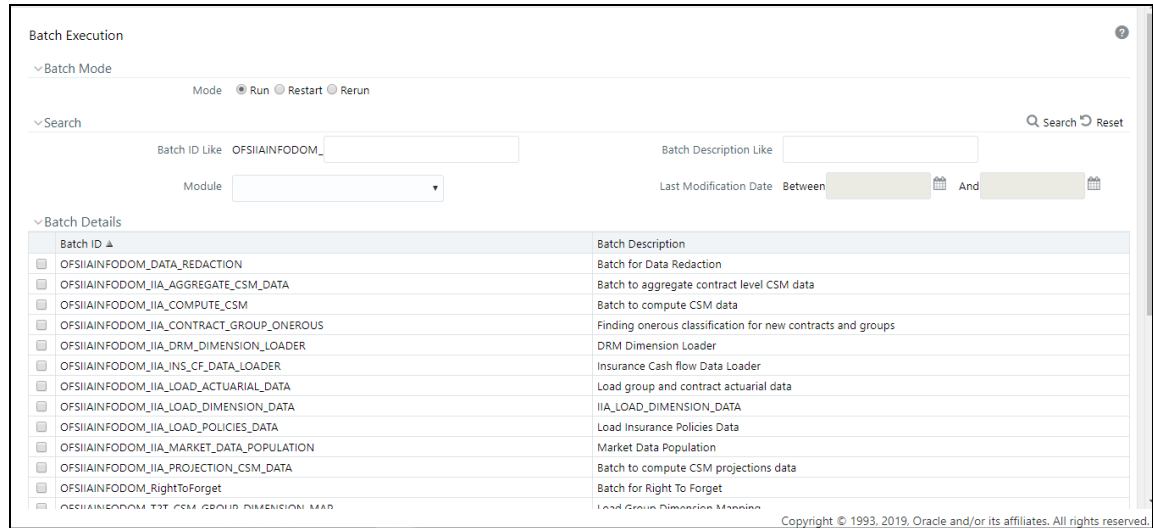 Batch Execution
Batch Mode
Mode Run Restart Rerun
Search Search Reset
Batch ID Like OFSIIAINFODOM_ Batch Description Like
Module Last Modification Date Between And
Batch Details
Batch ID Batch Description
OFSIIAINFODOM_DATA_REDACTION Batch for Data Redaction
OFSIIAINFODOM_IIA_AGGREGATE_CSM_DATA Batch to aggregate contract level CSM data
OFSIIAINFODOM_IIA_COMPUTE_CSM Batch to compute CSM data
OFSIIAINFODOM_IIA_CONTRACT_GROUP_ONEROUS Finding onerous classification for new contracts and groups
OFSIIAINFODOM_IIA_DRM_DIMENSION_LOADER DRM Dimension Loader
OFSIIAINFODOM_IIA_INS_CF_DATA_LOADER Insurance Cash flow Data Loader
OFSIIAINFODOM_IIA_LOAD_ACTUARIAL_DATA Load group and contract actuarial data
OFSIIAINFODOM_IIA_LOAD_DIMENSION_DATA IIA_LOAD_DIMENSION_DATA
OFSIIAINFODOM_IIA_LOAD_POLICIES_DATA Load Insurance Policies Data
OFSIIAINFODOM_IIA_MARKET_DATA_POPULATION Market Data Population
OFSIIAINFODOM_IIA_PROJECTION_CSM_DATA Batch to compute CSM projections data
OFSIIAINFODOM_RightToForget Batch for Right To Forget
OFSIIAINFODOM_T2T_CSM_GROUP_DIMENSION_MAP Load Group Dimension Mapping
Copyright © 1993, 2019, Oracle and/or its affiliates. All rights reserved.